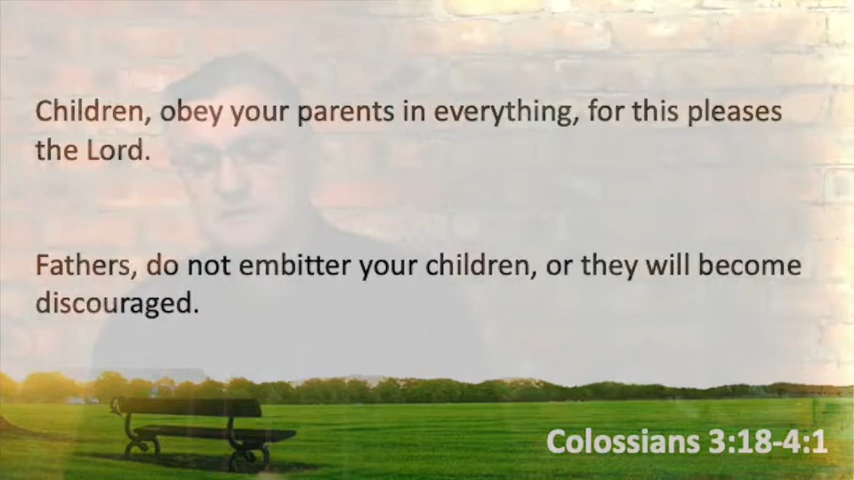 Children, obey your parents in everything, for this pleases
the Lord.
Fathers, do not embitter your children, or they will become
discouraged.
Colossians 3:18-4:1